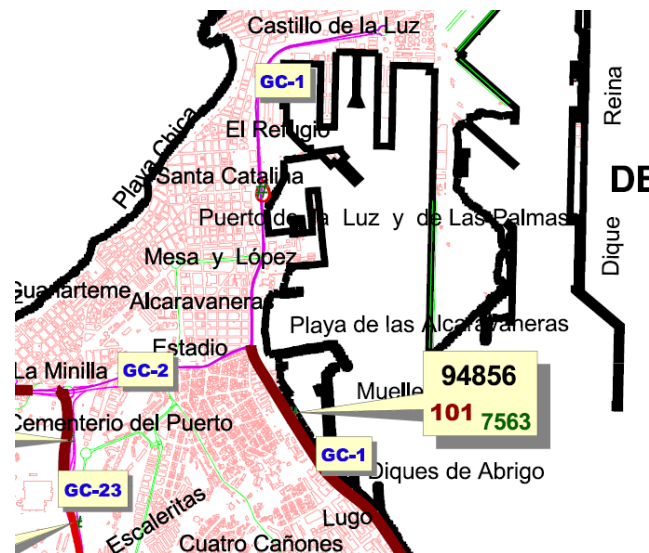 Castillo de la Luz
GC-1
Reina
El Refugio
Playa Chica
Santa Catalina
DE
Puerto de la Luz y de Las Palmas
Dique
Mesa y López
Guanarteme
Alcaravaneras
Playa de las Alcaravaneras
Estadio
La Minilla
GC-2
94856
Muelle
101 7563
Cementerio del Puerto
GC-1
Diques de Abrigo
GC-23
Escaleritas
Lugo
Cuatro Cañones